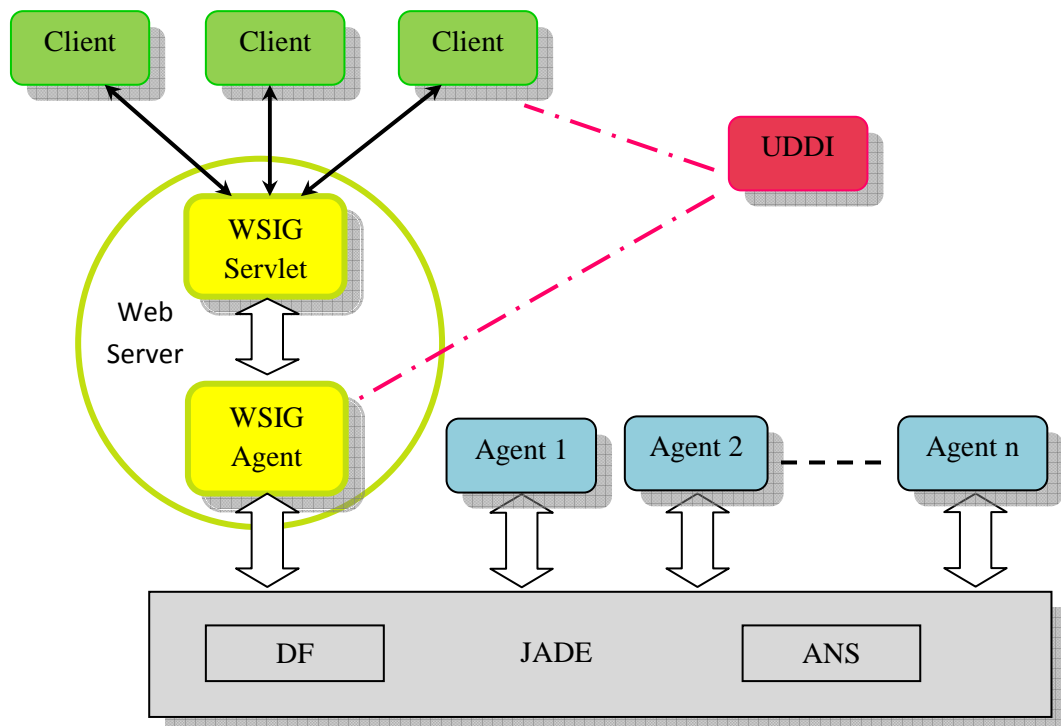 Client
Client
Client
UDDI
WSIG
Servlet
Web
Server
WSIG
Agent
Agent 1
Agent 2
Agent n
DF
JADE
ANS